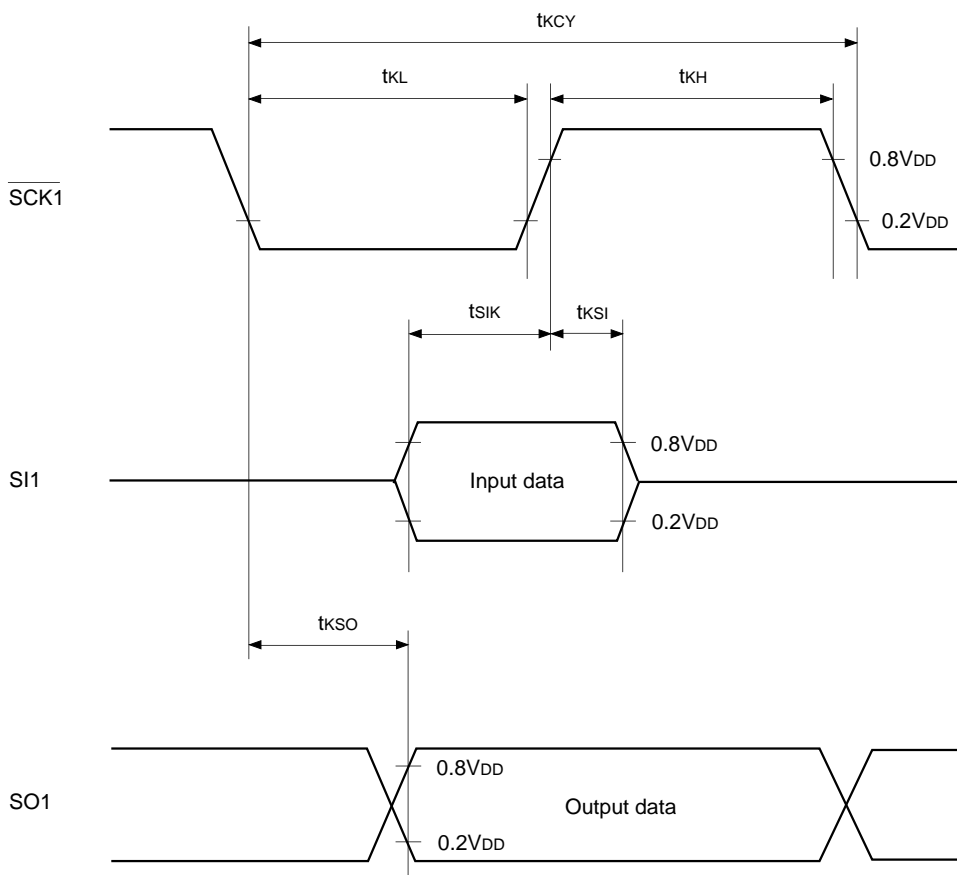 tKCY
tKL
tKH
0.8VDD
SCK1
0.2VDD
tSIK
tKSI
0.8VDD
SI1
Input data
0.2VDD
tKSO
0.8VDD
SO1
Output data
0.2VDD